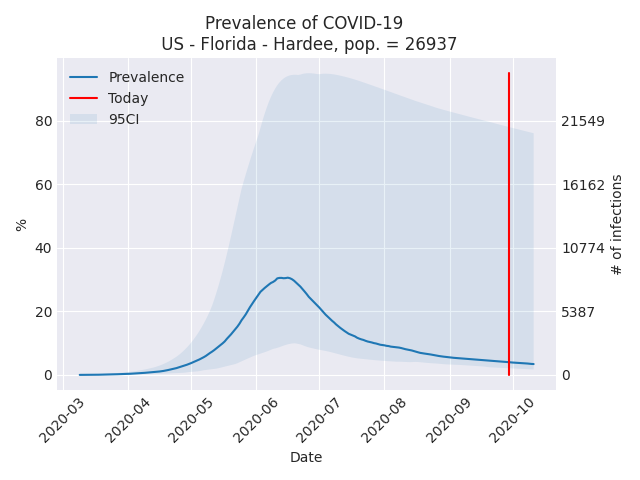 Prevalence of COVID-19
US - Florida - Hardee, pop. = 26937
Prevalence
Today
95CI
80
60
40
20
0
%
21549
16162
10774
5387
0
# of infections
2020-03
2020-04
2020-05
2020-06
2020-07
2020-08
2020-09
2020-10
Date